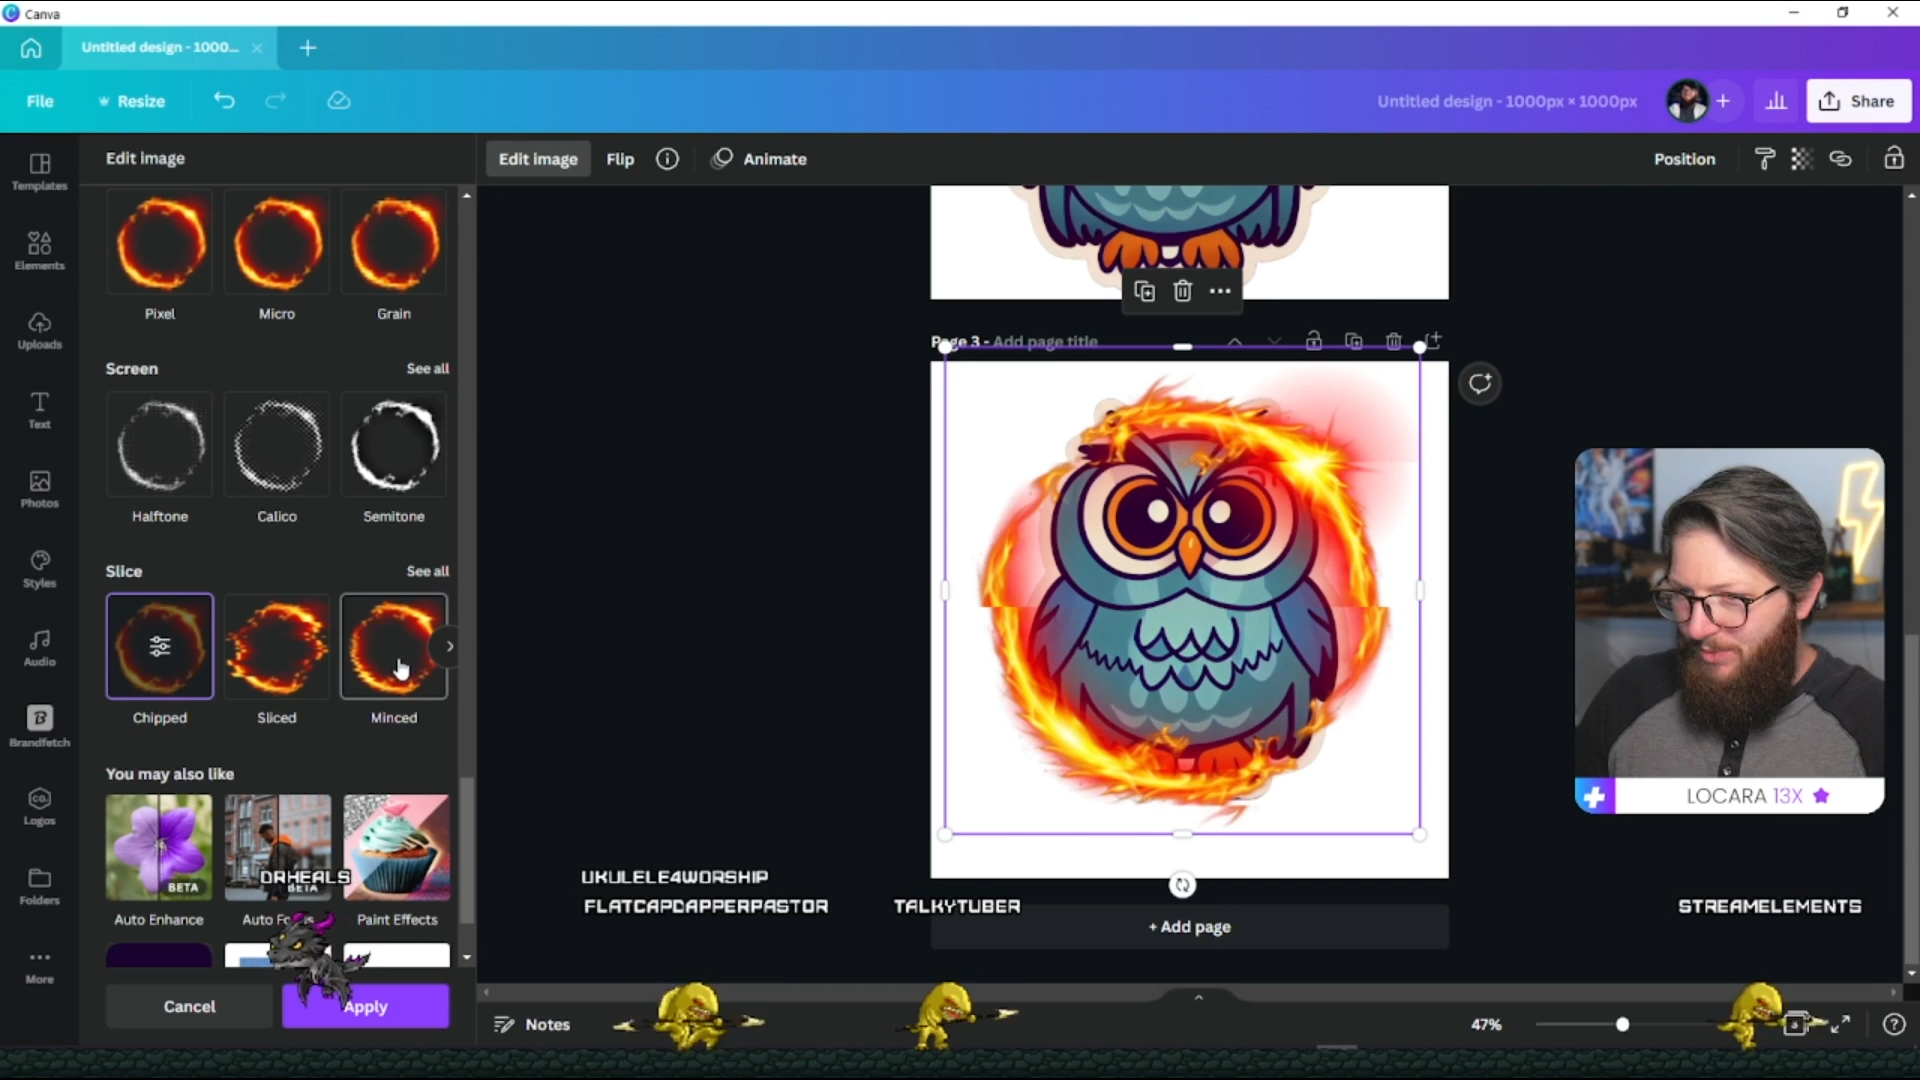 Canva
Untitled design - 1000...
File
Resize
Untitled design - 1000px × 1000px
Share
Templates
Elements
Uploads
Text
Photos
Styles
Audio
Brandfetch
Logos
Folders
More
Edit image
Pixel
Micro
Grain
Screen
See all
Halftone
Calico
Semitone
Slice
See all
Chipped
Sliced
Minced
You may also like
BETA
BETA
Auto Enhance
Paint Effects
Cancel
Apply
Edit image
Flip
Animate
Position
Page 3 - Add page title
+ Add page
Notes
47%
DRHEALS
UKULELE4WORSHIP
FLATCAPDAPPERPASTOR
TALKYTUBER
STREAMELEMENTS
LOCARA 13X